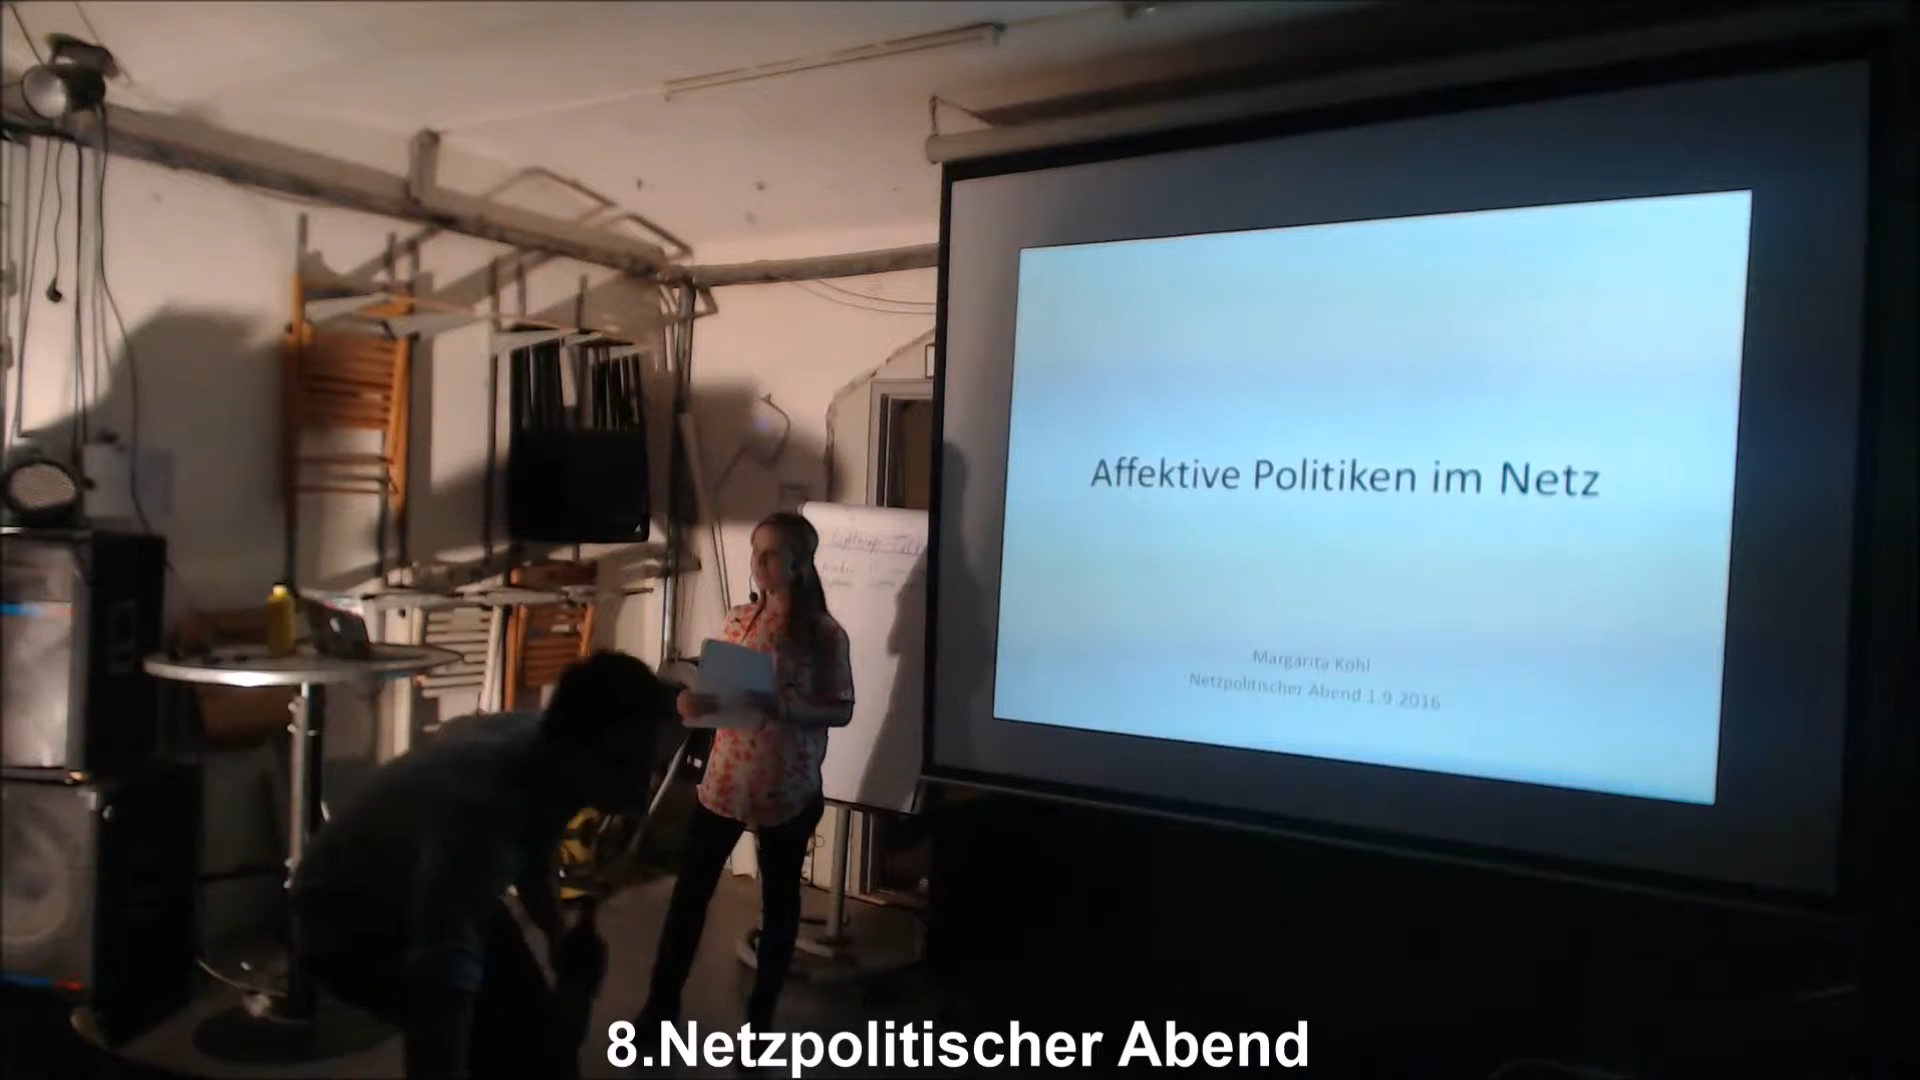 Affektive Politiken im Netz
Margarita Kohl
Netzpolitischer Abend 1.9.2016
8.Netzpolitischer Abend